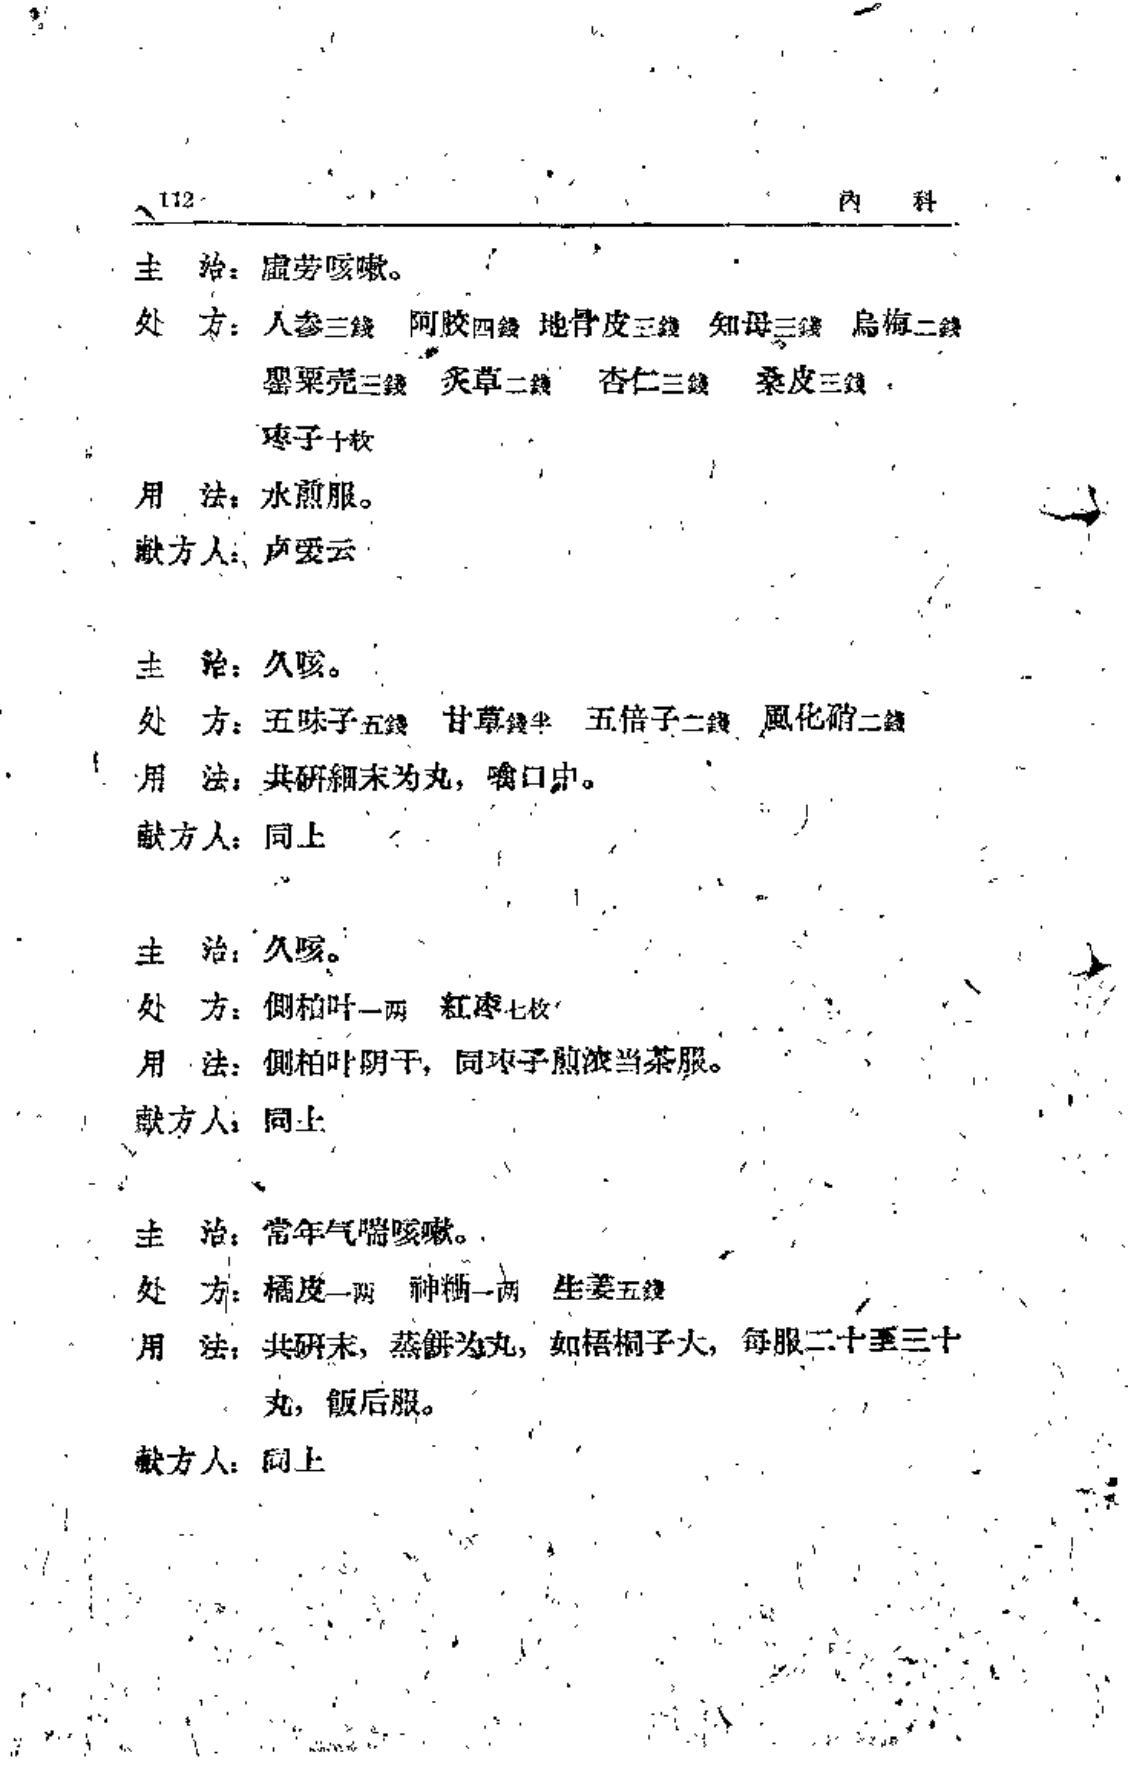 112 內 科
主 治：虛劳咳嗽。
处 方：人参三錢 阿胶四錢 地骨皮三錢 知母三錢 烏梅二錢
罂粟壳三錢 炙草二錢 杏仁三錢 桑皮三錢
枣子十枚
用 法：水煎服。
献方人：卢爱云
主 治：久咳。
处 方：五味子五錢 甘草錢半 五倍子二錢 風化硝二錢
用 法：共研細末为丸，噙口中。
献方人：同上
主 治：久咳。
处 方：側柏叶一两 紅枣七枚
用 法：側柏叶阴干，同枣子煎浓当茶服。
献方人：同上
主 治：常年气喘咳嗽。
处 方：橘皮一两 神粬一两 生姜五錢
用 法：共研末，蒸餅为丸，如梧桐子大，每服二十至三十
丸，飯后服。
献方人：同上